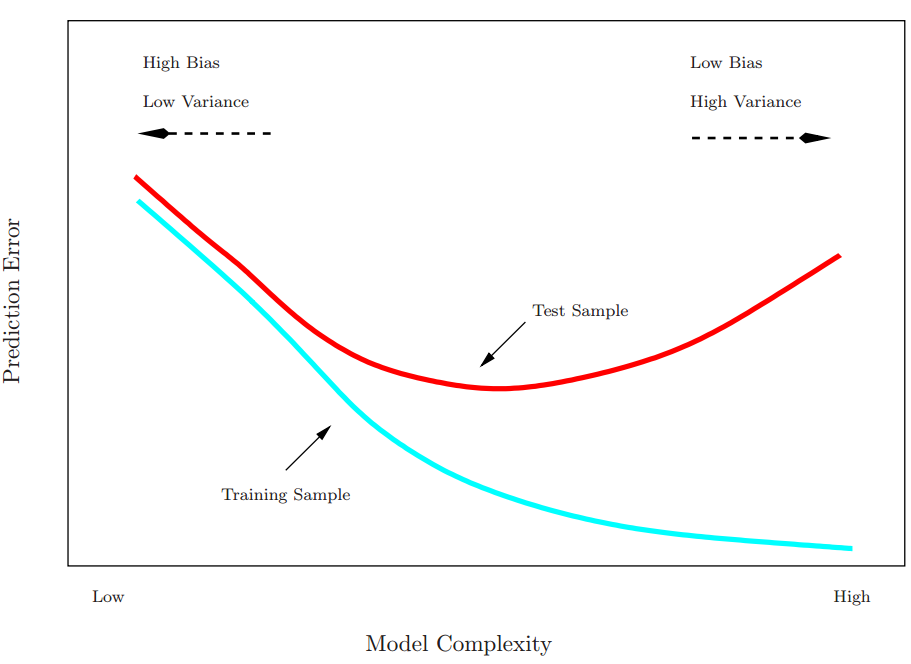 High Bias
Low Variance
Low Bias
High Variance
Prediction Error
Test Sample
Training Sample
Low
High
Model Complexity